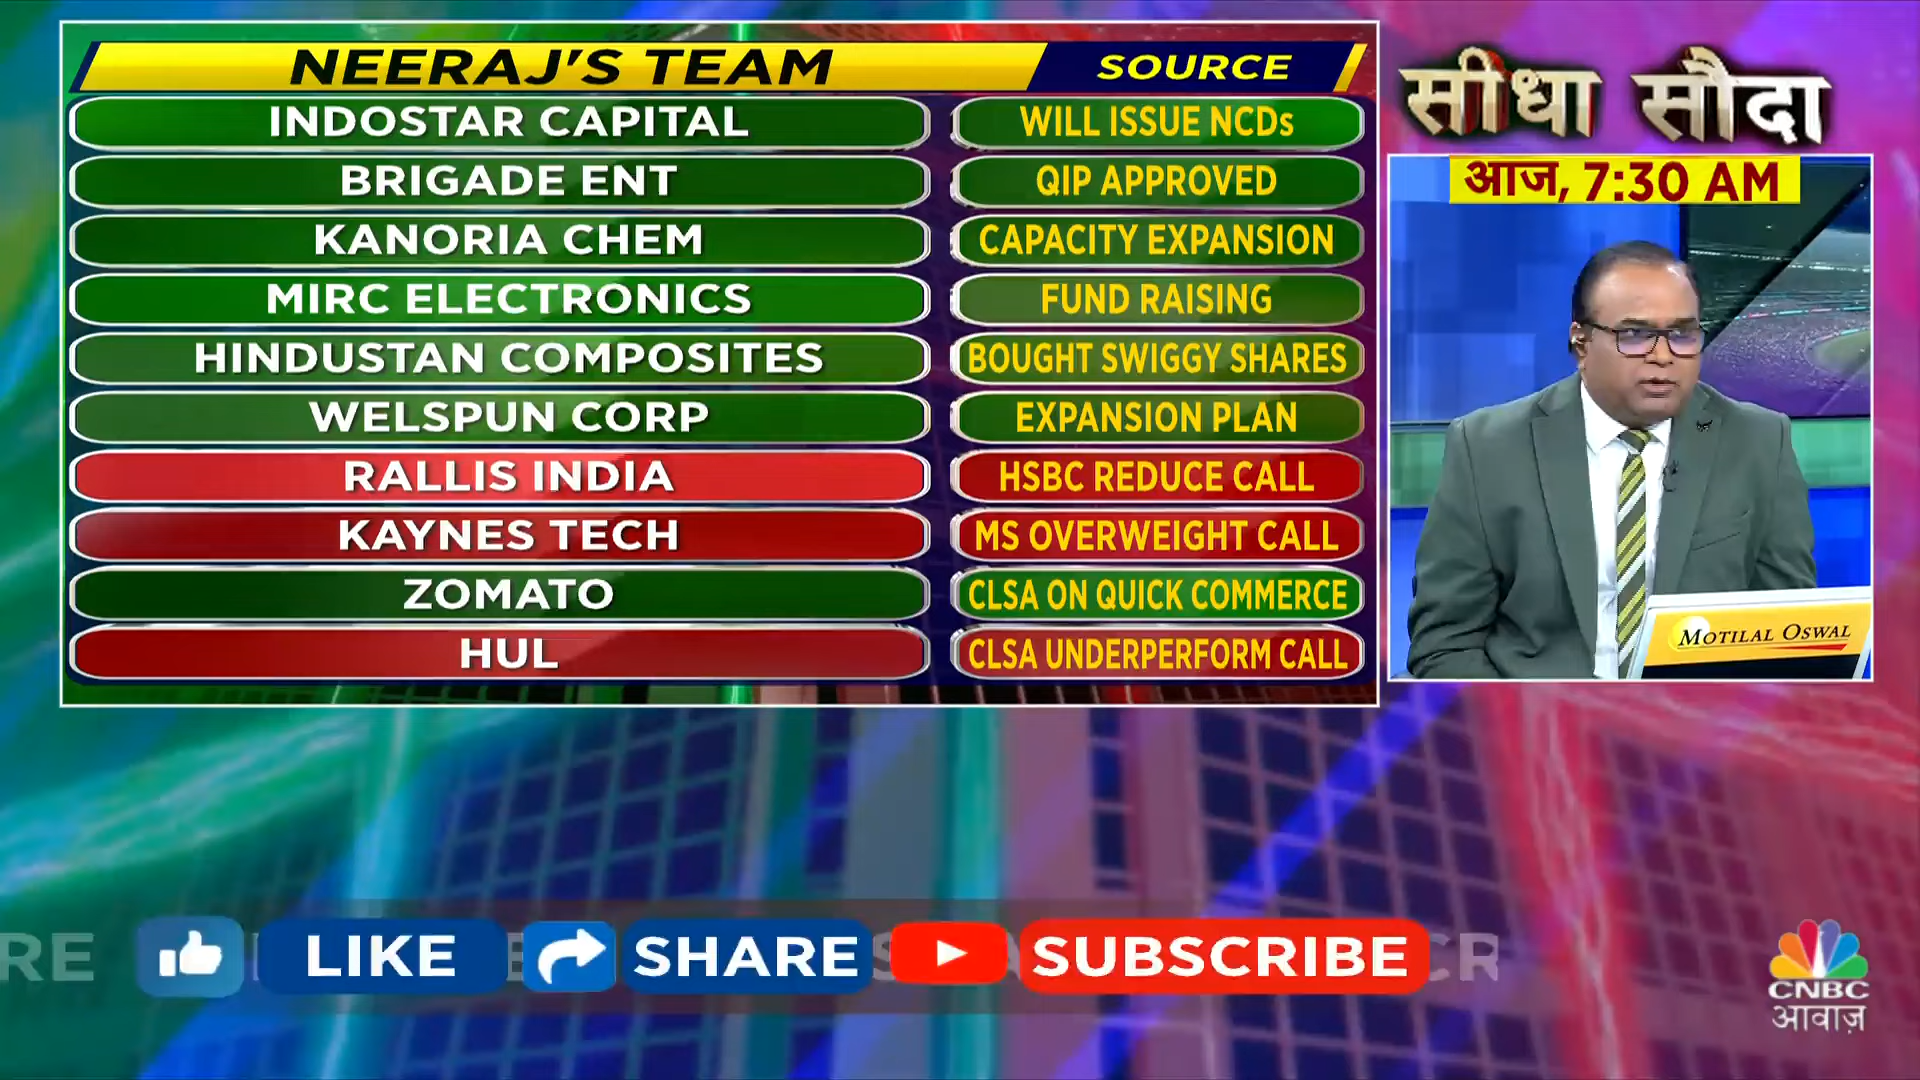 NEERAJ'S TEAM SOURCE
INDOSTAR CAPITAL WILL ISSUE NCDs
BRIGADE ENT QIP APPROVED
KANORIA CHEM CAPACITY EXPANSION
MIRC ELECTRONICS FUND RAISING
HINDUSTAN COMPOSITES BOUGHT SWIGGY SHARES
WELSPUN CORP EXPANSION PLAN
RALLIS INDIA HSBC REDUCE CALL
KAYNES TECH MS OVERWEIGHT CALL
ZOMATO CLSA ON QUICK COMMERCE
HUL CLSA UNDERPERFORM CALL
सीधा सौदा
आज, 7:30 AM
MOTILAL OSWAL
LIKE SHARE SUBSCRIBE
CNBC
आवाज़